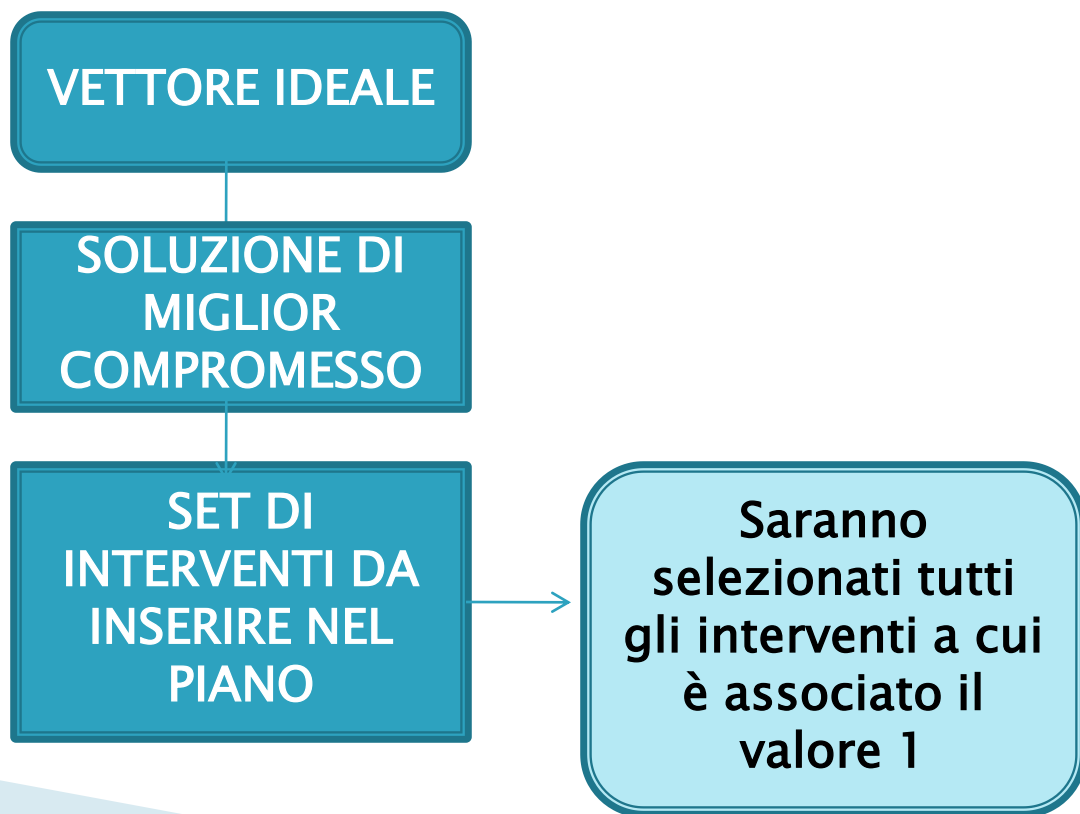 VETTORE IDEALE
SOLUZIONE DI
MIGLIOR
COMPROMESSO
SET DI
INTERVENTI DA
INSERIRE NEL
PIANO
Saranno
selezionati tutti
gli interventi a cui
è associato il
valore 1